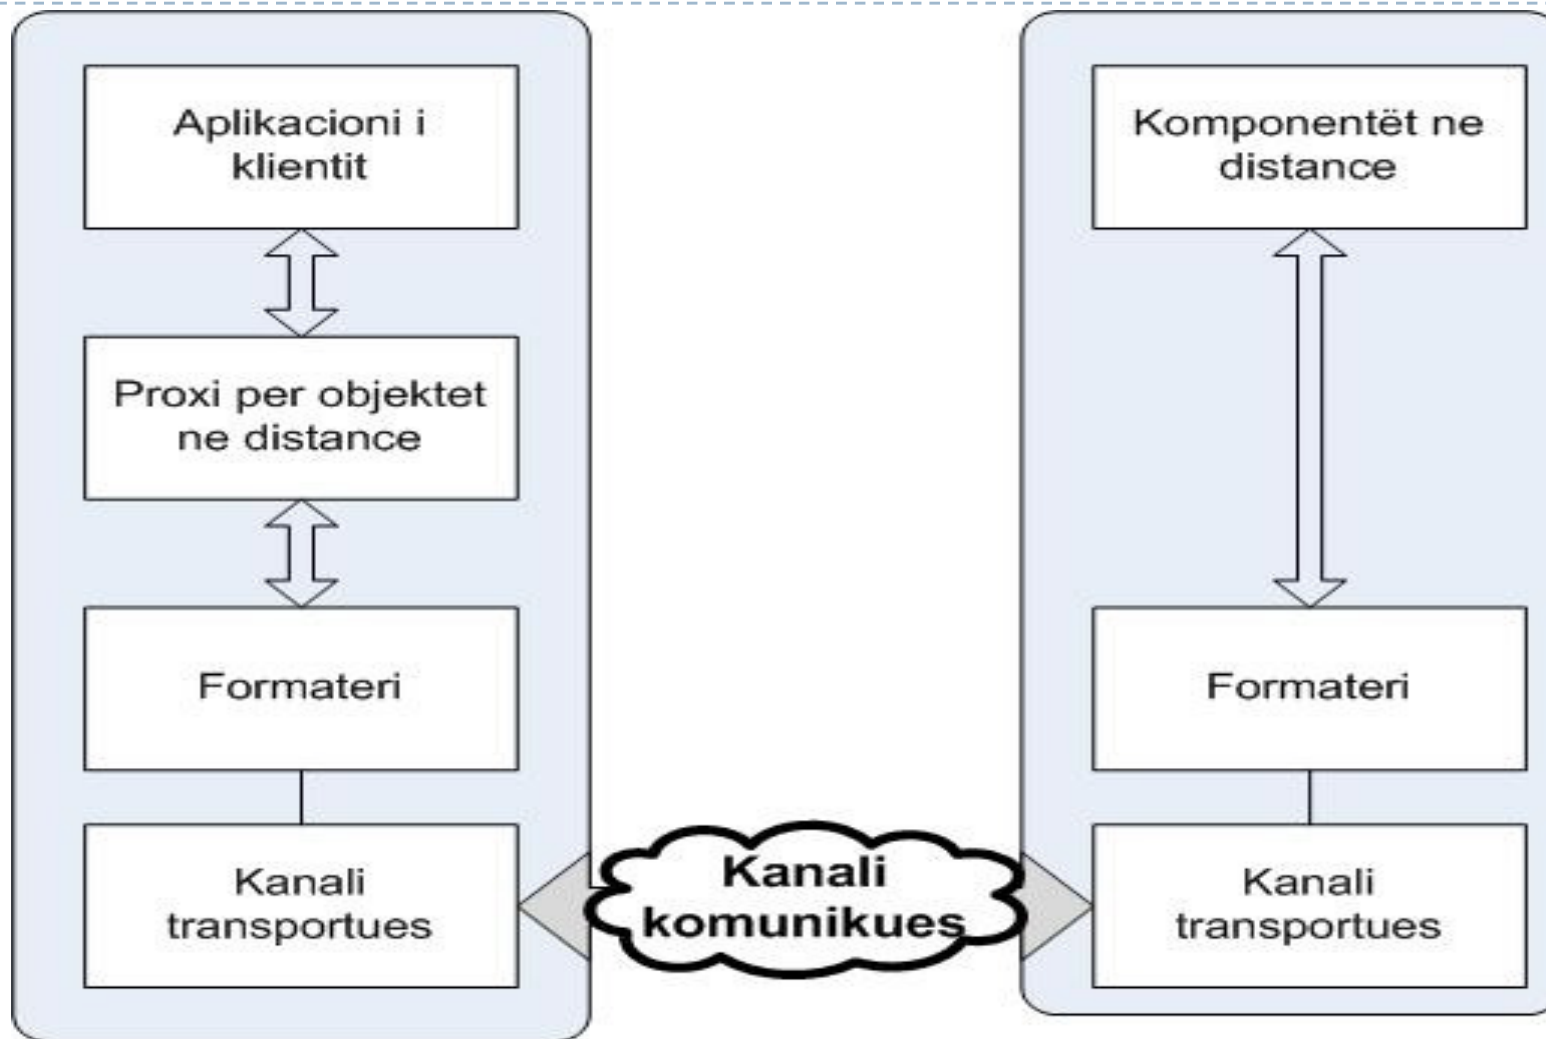 Aplikacioni i
klientit
Proxi per objektet
ne distance
Formateri
Kanali
transportues
Kanali
komunikues
Komponentët ne
distance
Formateri
Kanali
transportues